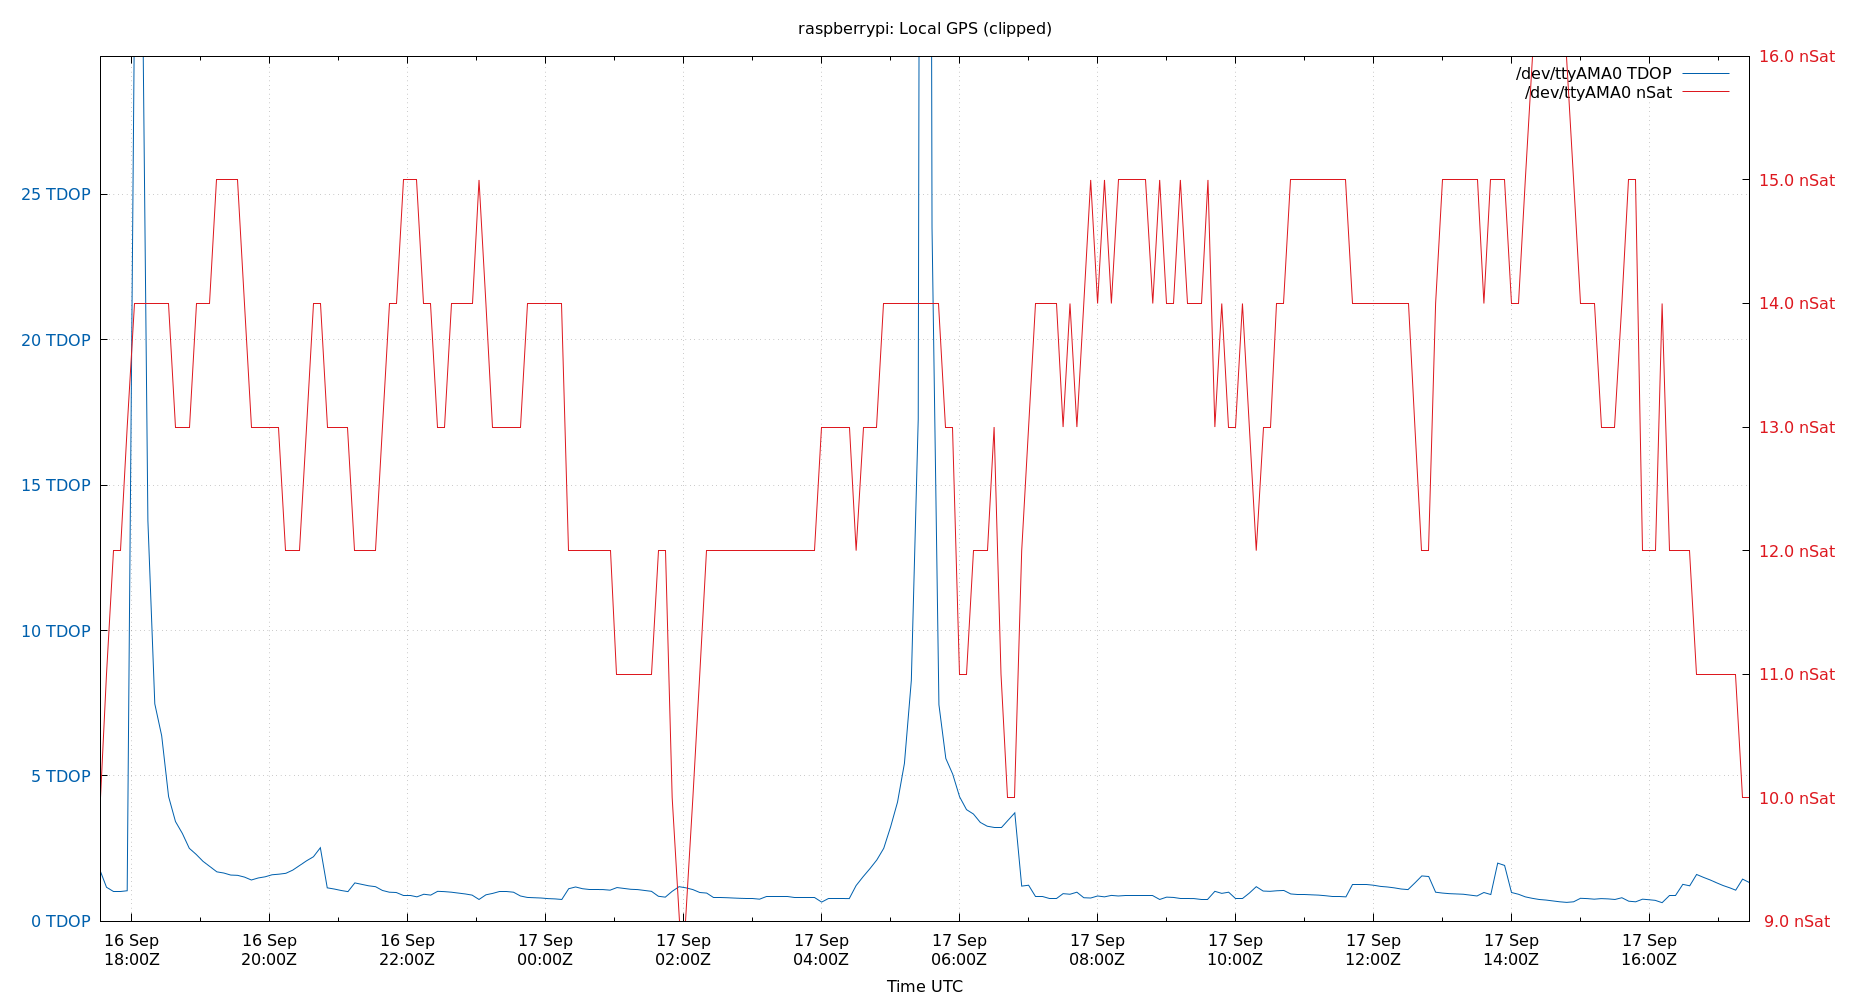 raspberrypi: Local GPS (clipped)
/dev/ttyAMA0 TDOP
/dev/ttyAMA0 nSat
25 TDOP
20 TDOP
15 TDOP
10 TDOP
5 TDOP
0 TDOP
16.0 nSat
15.0 nSat
14.0 nSat
13.0 nSat
12.0 nSat
11.0 nSat
10.0 nSat
9.0 nSat
16 Sep 16 Sep 16 Sep 17 Sep 17 Sep 17 Sep 17 Sep 17 Sep 17 Sep 17 Sep 17 Sep 17 Sep
18:00Z 20:00Z 22:00Z 00:00Z 02:00Z 04:00Z 06:00Z 08:00Z 10:00Z 12:00Z 14:00Z 16:00Z
Time UTC